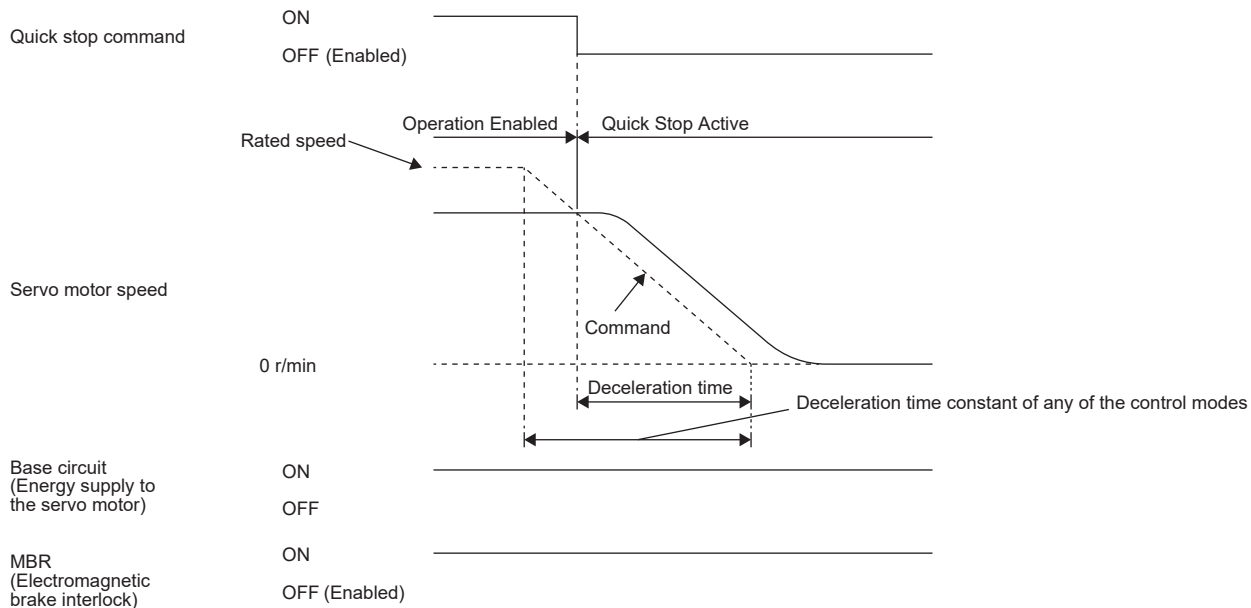 Quick stop command
ON
OFF (Enabled)
Operation Enabled
Quick Stop Active
Rated speed
Servo motor speed
Command
0 r/min
Deceleration time
Deceleration time constant of any of the control modes
Base circuit
(Energy supply to
the servo motor)
ON
OFF
MBR
(Electromagnetic
brake interlock)
ON
OFF (Enabled)